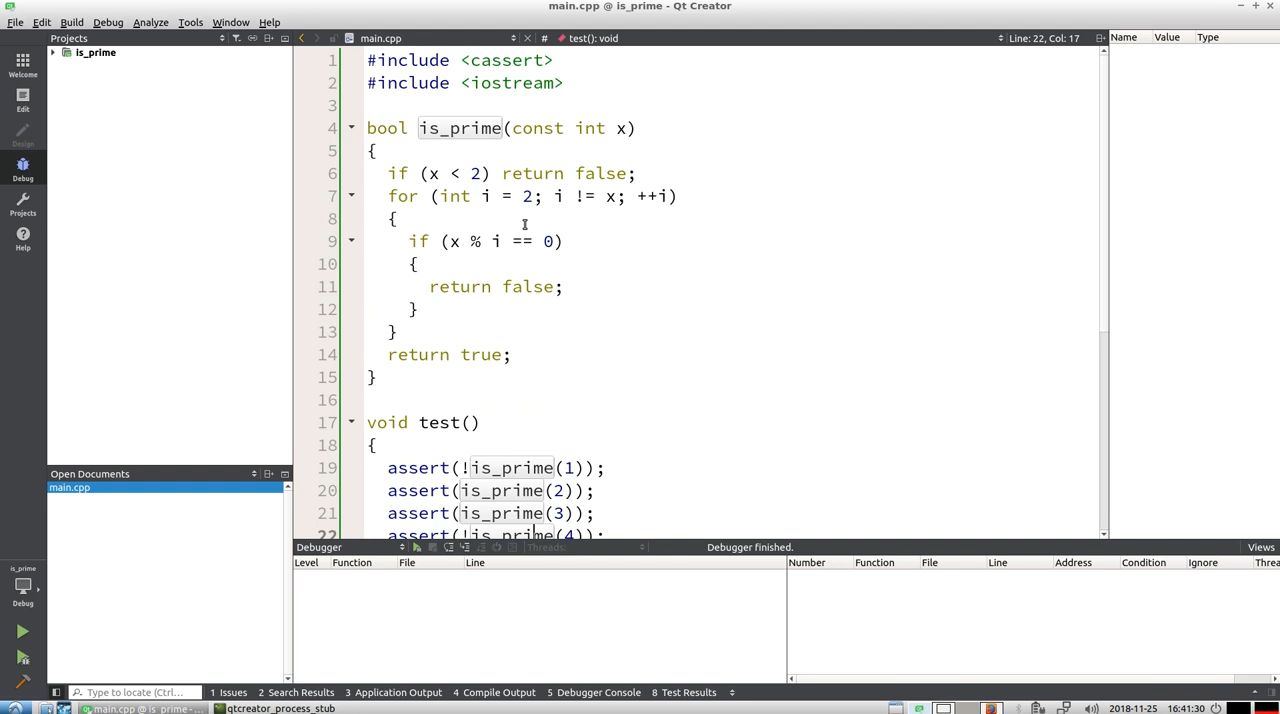 main.cpp @ is_prime - Qt Creator
File Edit Build Debug Analyze Tools Window Help
Projects
main.cpp
#
test(): void
Line: 22, Col: 17
Name Value Type
is_prime
Welcome
Edit
Design
Debug
Projects
Help
1 #include <cassert>
2 #include <iostream>
3
4 bool is_prime(const int x)
5 {
6 if (x < 2) return false;
7 for (int i = 2; i != x; ++i)
8 {
9 if (x % i == 0)
10 {
11 return false;
12 }
13 }
14 return true;
15 }
16
17 void test()
18 {
19 assert(!is_prime(1));
20 assert(is_prime(2));
21 assert(is_prime(3));
22 assert(!is_prime(4));
Open Documents
main.cpp
is_prime
Debug
Debugger
Threads:
Debugger finished.
Views
Level Function File Line
Number Function File Line Address Condition Ignore Threa
Type to locate (Ctrl...
1 Issues 2 Search Results 3 Application Output 4 Compile Output 5 Debugger Console 8 Test Results
main.cpp @ is_prime - ...
qtcreator_process_stub
2018-11-25 16:41:30